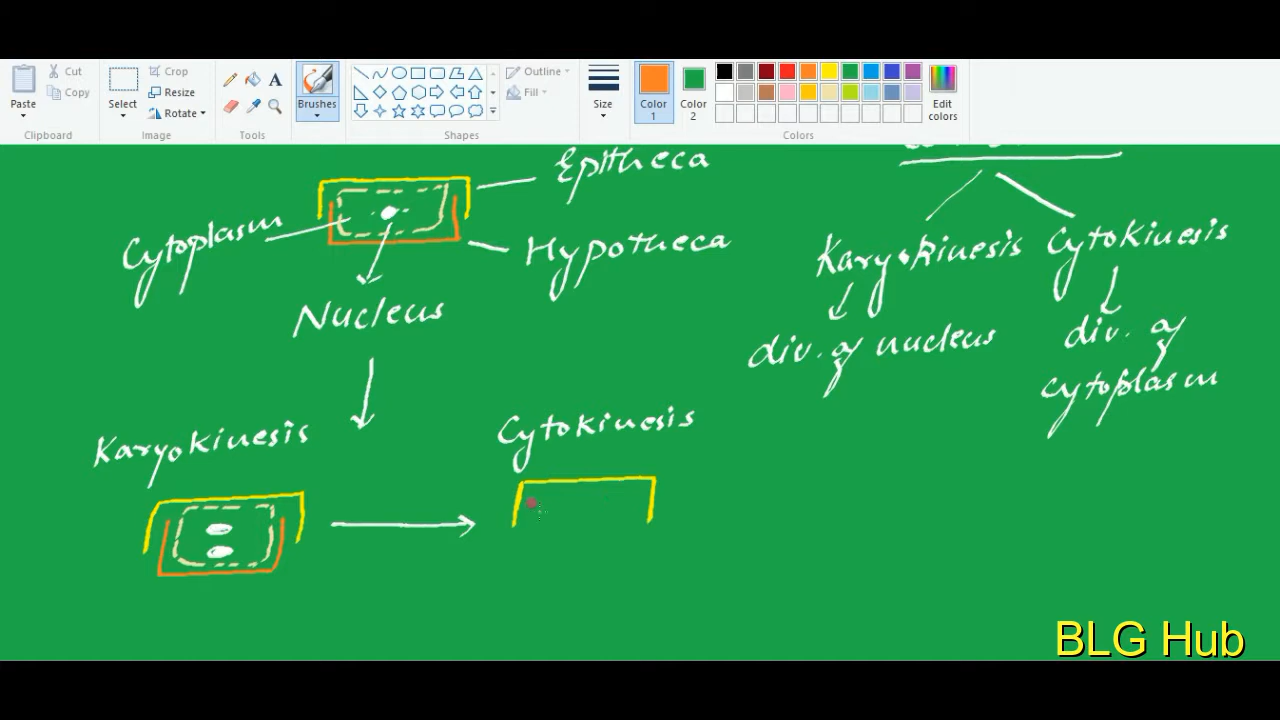 Cut
Copy
Paste
Clipboard
Select
Crop
Resize
Rotate
Image
Tools
Brushes
Shapes
Outline
Fill
Size
Color
1
Color
2
Edit
colors
Colors
Epitheca
Cytoplasm
Hypotheca
Nucleus
Karyokinesis
Cytokinesis
div. of nucleus
div. of
cytoplasm
Karyokinesis
Cytokinesis
BLG Hub